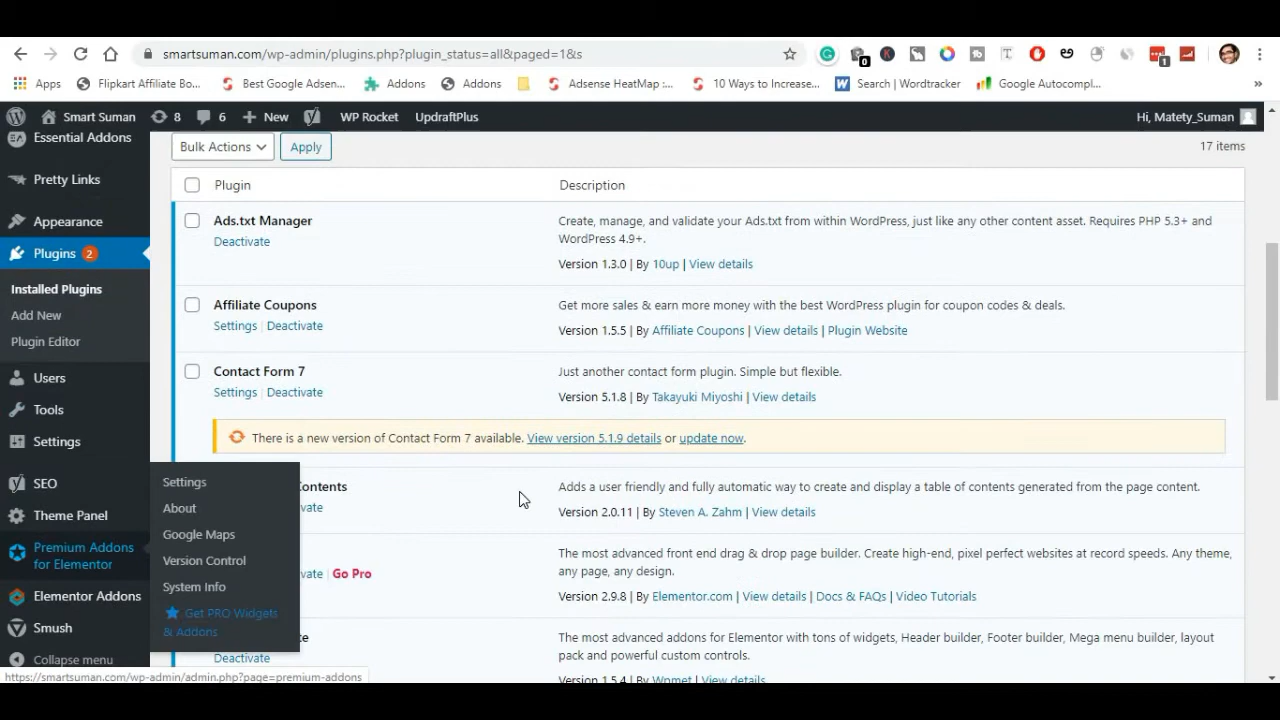 smartsuman.com/wp-admin/plugins.php?plugin_status=all&paged=1&s
0
1
Apps
Flipkart Affiliate Bo...
Best Google Adsen...
Addons
Addons
Adsense HeatMap :...
10 Ways to Increase...
Search | Wordtracker
Google Autocompl...
»
Smart Suman
8
6
New
WP Rocket
UpdraftPlus
Hi, Matety_Suman
Essential Addons
Pretty Links
Appearance
Plugins 2
Installed Plugins
Add New
Plugin Editor
Users
Tools
Settings
SEO
Theme Panel
Premium Addons
for Elementor
Elementor Addons
Smush
Collapse menu
Settings
About
Google Maps
Version Control
System Info
Get PRO Widgets
& Addons
Bulk Actions
Apply
17 items
Plugin
Description
Ads.txt Manager
Deactivate
Create, manage, and validate your Ads.txt from within WordPress, just like any other content asset. Requires PHP 5.3+ and
WordPress 4.9+.
Version 1.3.0 | By 10up | View details
Affiliate Coupons
Settings | Deactivate
Get more sales & earn more money with the best WordPress plugin for coupon codes & deals.
Version 1.5.5 | By Affiliate Coupons | View details | Plugin Website
Contact Form 7
Settings | Deactivate
Just another contact form plugin. Simple but flexible.
Version 5.1.8 | By Takayuki Miyoshi | View details
There is a new version of Contact Form 7 available. View version 5.1.9 details or update now.
Contents
ate
Adds a user friendly and fully automatic way to create and display a table of contents generated from the page content.
Version 2.0.11 | By Steven A. Zahm | View details
vate | Go Pro
The most advanced front end drag & drop page builder. Create high-end, pixel perfect websites at record speeds. Any theme,
any page, any design.
Version 2.9.8 | By Elementor.com | View details | Docs & FAQs | Video Tutorials
te
Deactivate
The most advanced addons for Elementor with tons of widgets, Header builder, Footer builder, Mega menu builder, layout
pack and powerful custom controls.
Version 1.5.4 | By Wpmet | View details
https://smartsuman.com/wp-admin/admin.php?page=premium-addons